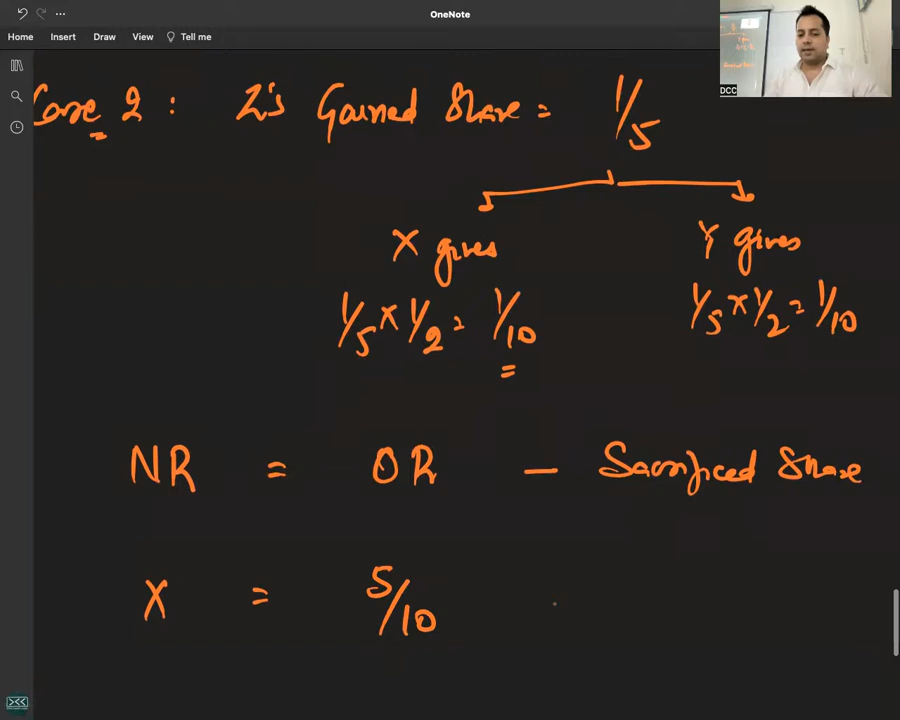 OneNote
Home Insert Draw View Tell me
DCC
Case 2 : Z's Gained Share = 1/5
X gives Y gives
1/5 x 1/2 = 1/10 1/5 x 1/2 = 1/10
NR = OR — Sacrificed Share
X = 5/10